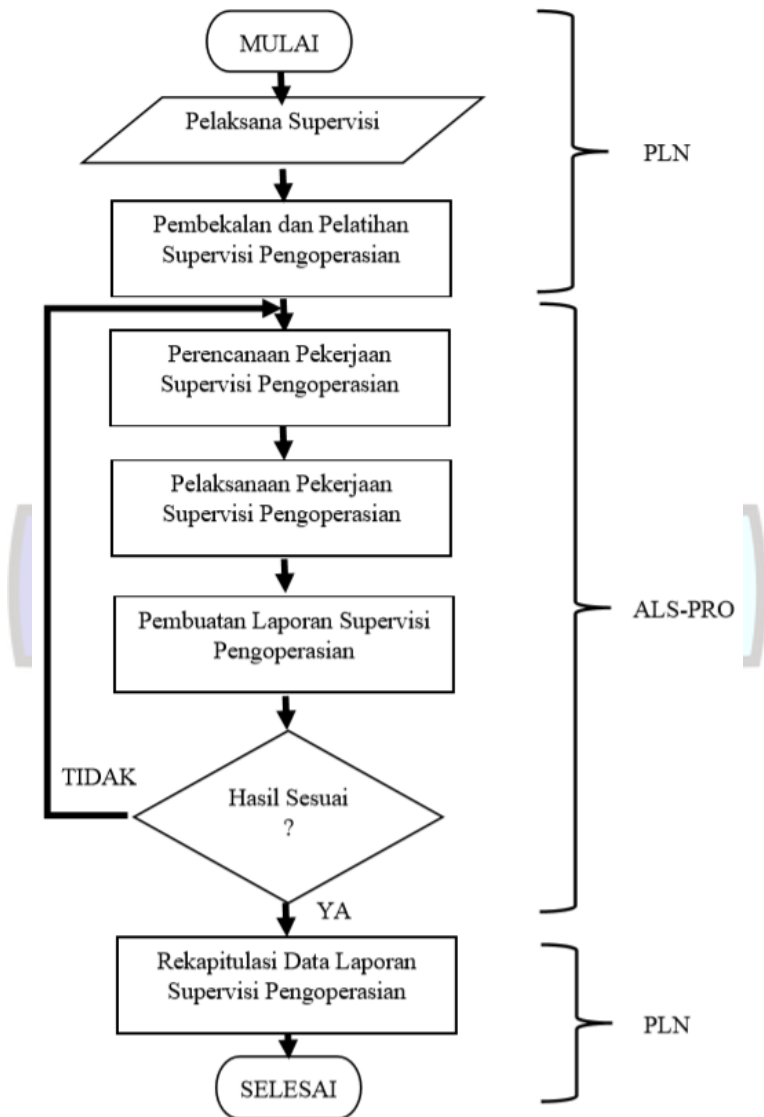 MULAI
Pelaksana Supervisi
PLN
Pembekalan dan Pelatihan
Supervisi Pengoperasian
Perencanaan Pekerjaan
Supervisi Pengoperasian
Pelaksanaan Pekerjaan
Supervisi Pengoperasian
Pembuatan Laporan Supervisi
Pengoperasian
ALS-PRO
TIDAK
Hasil Sesuai
?
YA
Rekapitulasi Data Laporan
Supervisi Pengoperasian
PLN
SELESAI